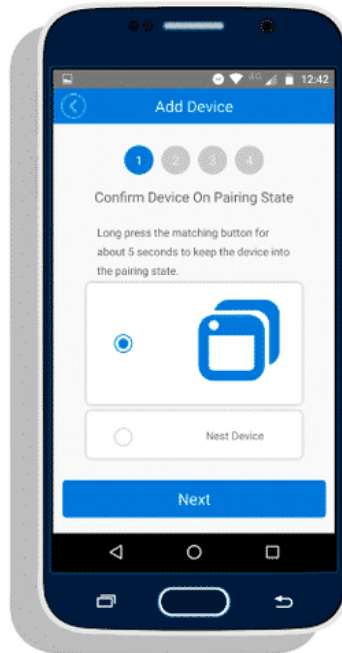 4G 12:42
Add Device
1 2 3 4
Confirm Device On Pairing State
Long press the matching button for
about 5 seconds to keep the device into
the pairing state.
Nest Device
Next